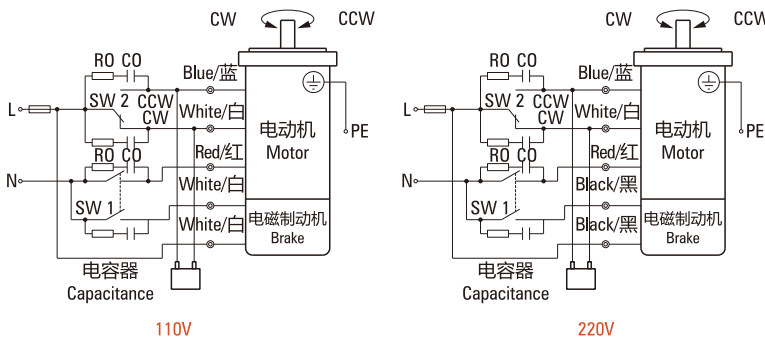 CW CCW
RO CO
Blue/蓝
L
SW 2
CCW
CW
White/白
电动机
Motor
PE
RO CO
Red/红
N
White/白
SW 1
White/白
电磁制动机
Brake
电容器
Capacitance
110V
CW CCW
RO CO
Blue/蓝
L
SW 2
CCW
CW
White/白
电动机
Motor
PE
RO CO
Red/红
N
Black/黑
SW 1
Black/黑
电磁制动机
Brake
电容器
Capacitance
220V